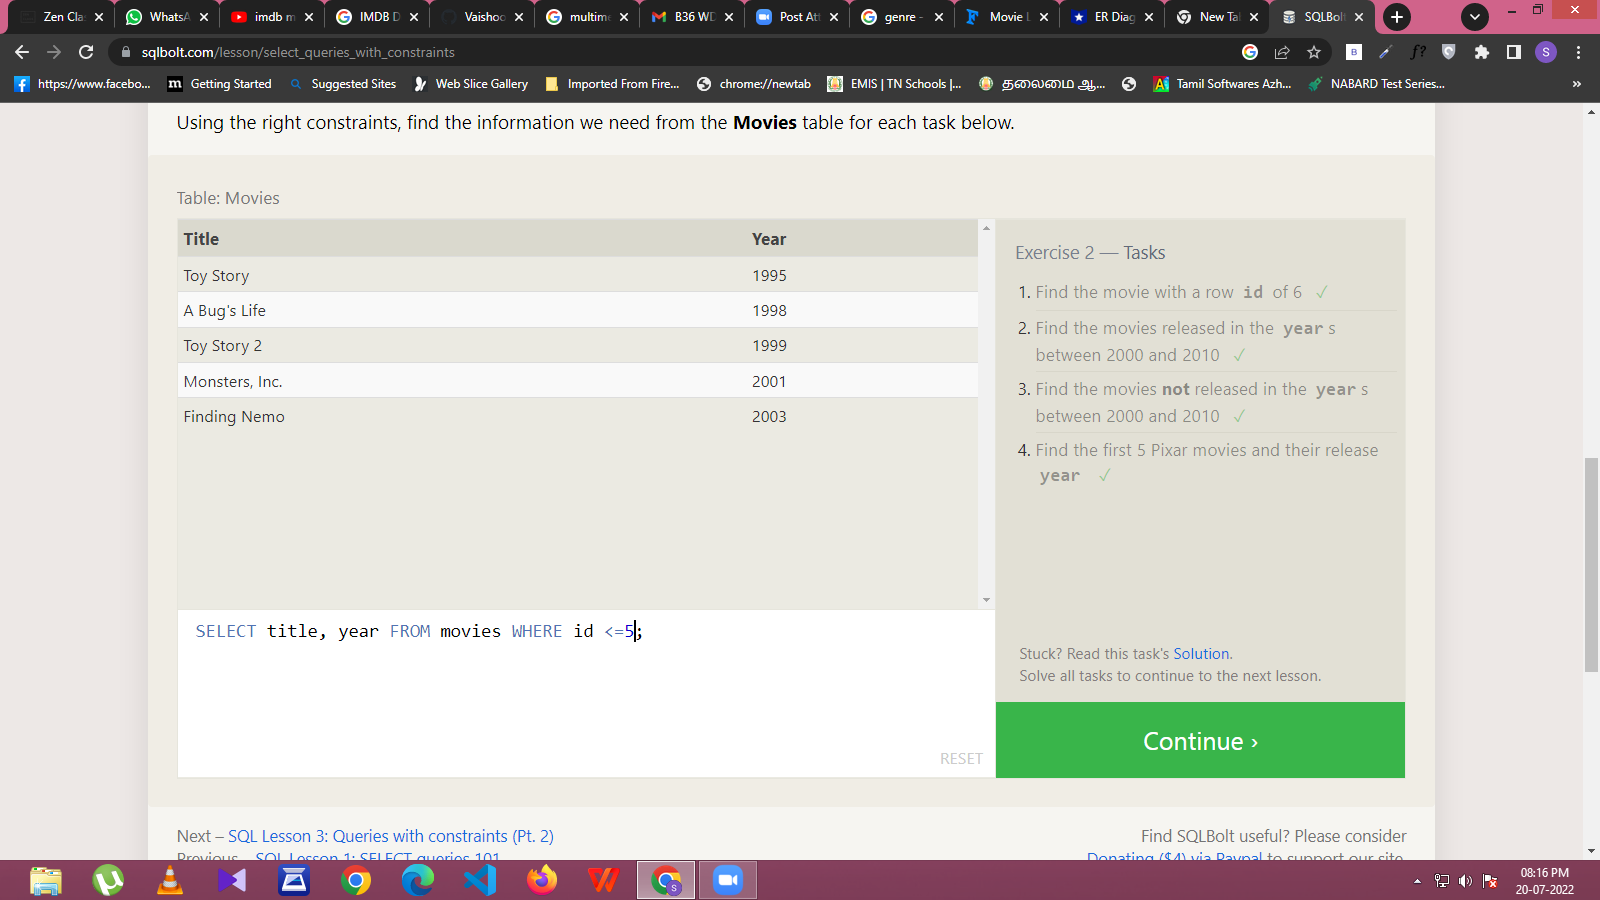 Zen Cla
WhatsA
imdb m
IMDB D
Vaishoo
multime
B36 WD
Post Att
genre -
Movie L
ER Diag
New Tal
SQLBolt
sqlbolt.com/lesson/select_queries_with_constraints
https://www.facebo...
Getting Started
Suggested Sites
Web Slice Gallery
Imported From Fire...
chrome://newtab
EMIS | TN Schools |...
தலைமை ஆ...
Tamil Softwares Azh...
NABARD Test Series...
»
Using the right constraints, find the information we need from the Movies table for each task below.
Table: Movies
Title Year
Toy Story 1995
A Bug's Life 1998
Toy Story 2 1999
Monsters, Inc. 2001
Finding Nemo 2003
SELECT title, year FROM movies WHERE id <=5;
RESET
Exercise 2 — Tasks
1. Find the movie with a row id of 6 ✓
2. Find the movies released in the year s
between 2000 and 2010 ✓
3. Find the movies not released in the year s
between 2000 and 2010 ✓
4. Find the first 5 Pixar movies and their release
year ✓
Stuck? Read this task's Solution.
Solve all tasks to continue to the next lesson.
Continue ›
Next – SQL Lesson 3: Queries with constraints (Pt. 2)
Previous – SQL Lesson 1: SELECT queries 101
Find SQLBolt useful? Please consider
Donating ($4) via Paypal to support our site.
08:16 PM
20-07-2022